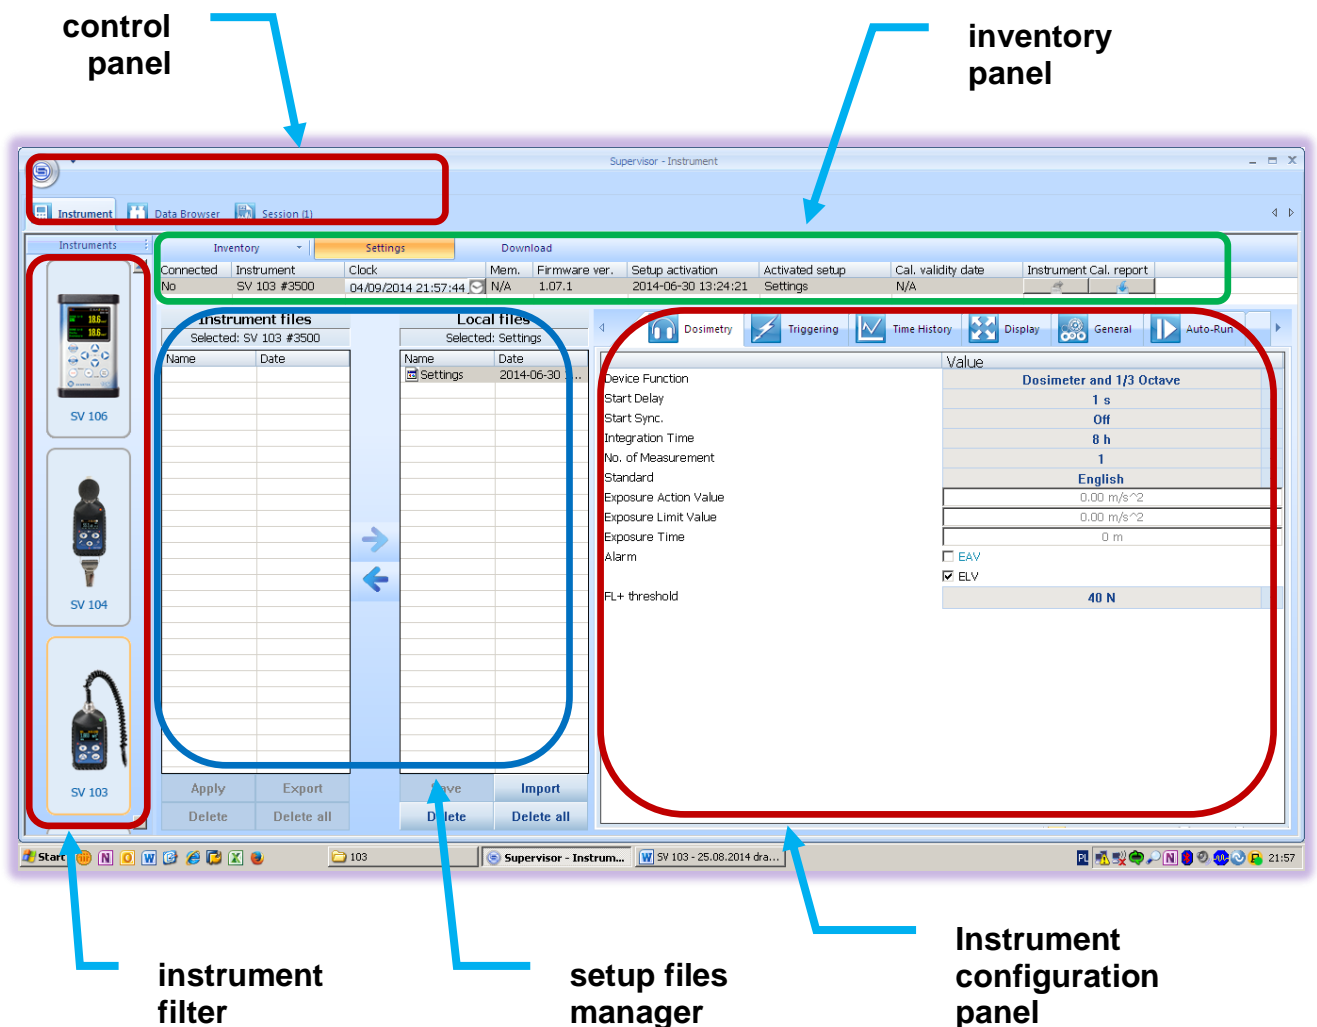 control
panel
inventory
panel
Supervisor - Instrument
Instrument Data Browser Session (1)
Instruments
Inventory Settings Download
Connected Instrument Clock Mem. Firmware ver. Setup activation Activated setup Cal. validity date Instrument Cal. report
No SV 103 #3500 04/09/2014 21:57:44 N/A 1.07.1 2014-06-30 13:24:21 Settings N/A
Instrument files
Selected: SV 103 #3500
Name Date
Local files
Selected: Settings
Name Date
Settings 2014-06-30
Dosimetry Triggering Time History Display General Auto-Run
Value
Device Function Dosimeter and 1/3 Octave
Start Delay 1 s
Start Sync. Off
Integration Time 8 h
No. of Measurement 1
Standard English
Exposure Action Value 0.00 m/s^2
Exposure Limit Value 0.00 m/s^2
Exposure Time 0 m
Alarm EAV
ELV
FL+ threshold 40 N
SV 106
SV 104
SV 103
Apply Export Save Import
Delete Delete all Delete Delete all
Start 103 Supervisor - Instrum... SV 103 - 25.08.2014 dra... PL 21:57
instrument
filter
setup files
manager
Instrument
configuration
panel